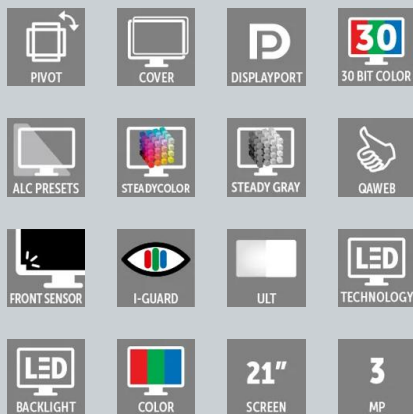 PIVOT
COVER
DISPLAYPORT
30
30 BIT COLOR
ALC PRESETS
STEADYCOLOR
STEADY GRAY
QAWEB
FRONT SENSOR
I-GUARD
ULT
LED
TECHNOLOGY
LED
BACKLIGHT
COLOR
21"
SCREEN
3
MP